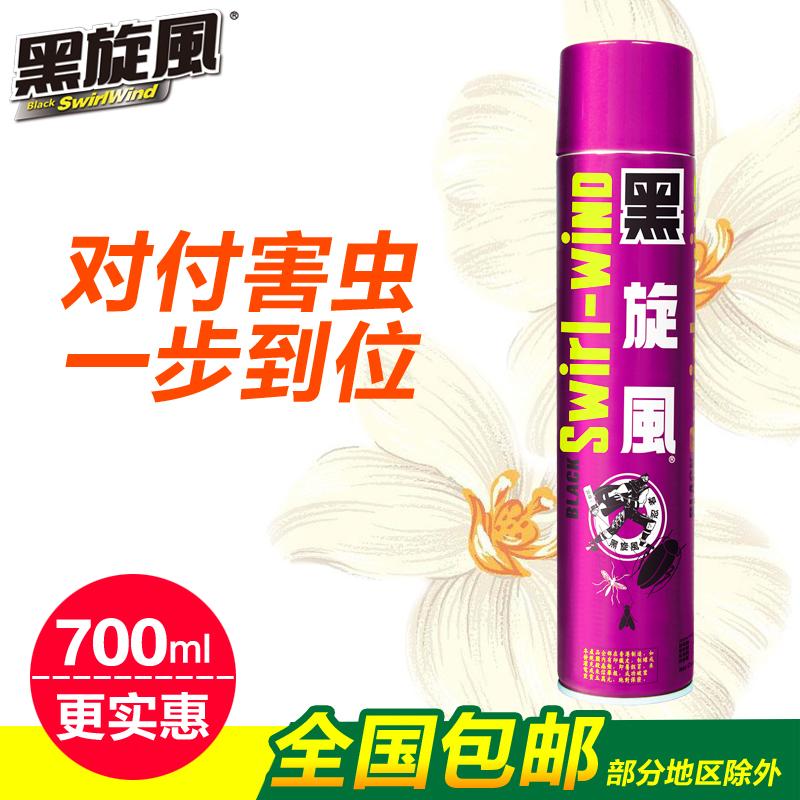 黑旋風®
Black SwirlWind
对付害虫
一步到位
700ml
更实惠
BLACK Swirl-wiND
黑旋風®
黑旋風
全国包邮 部分地区除外